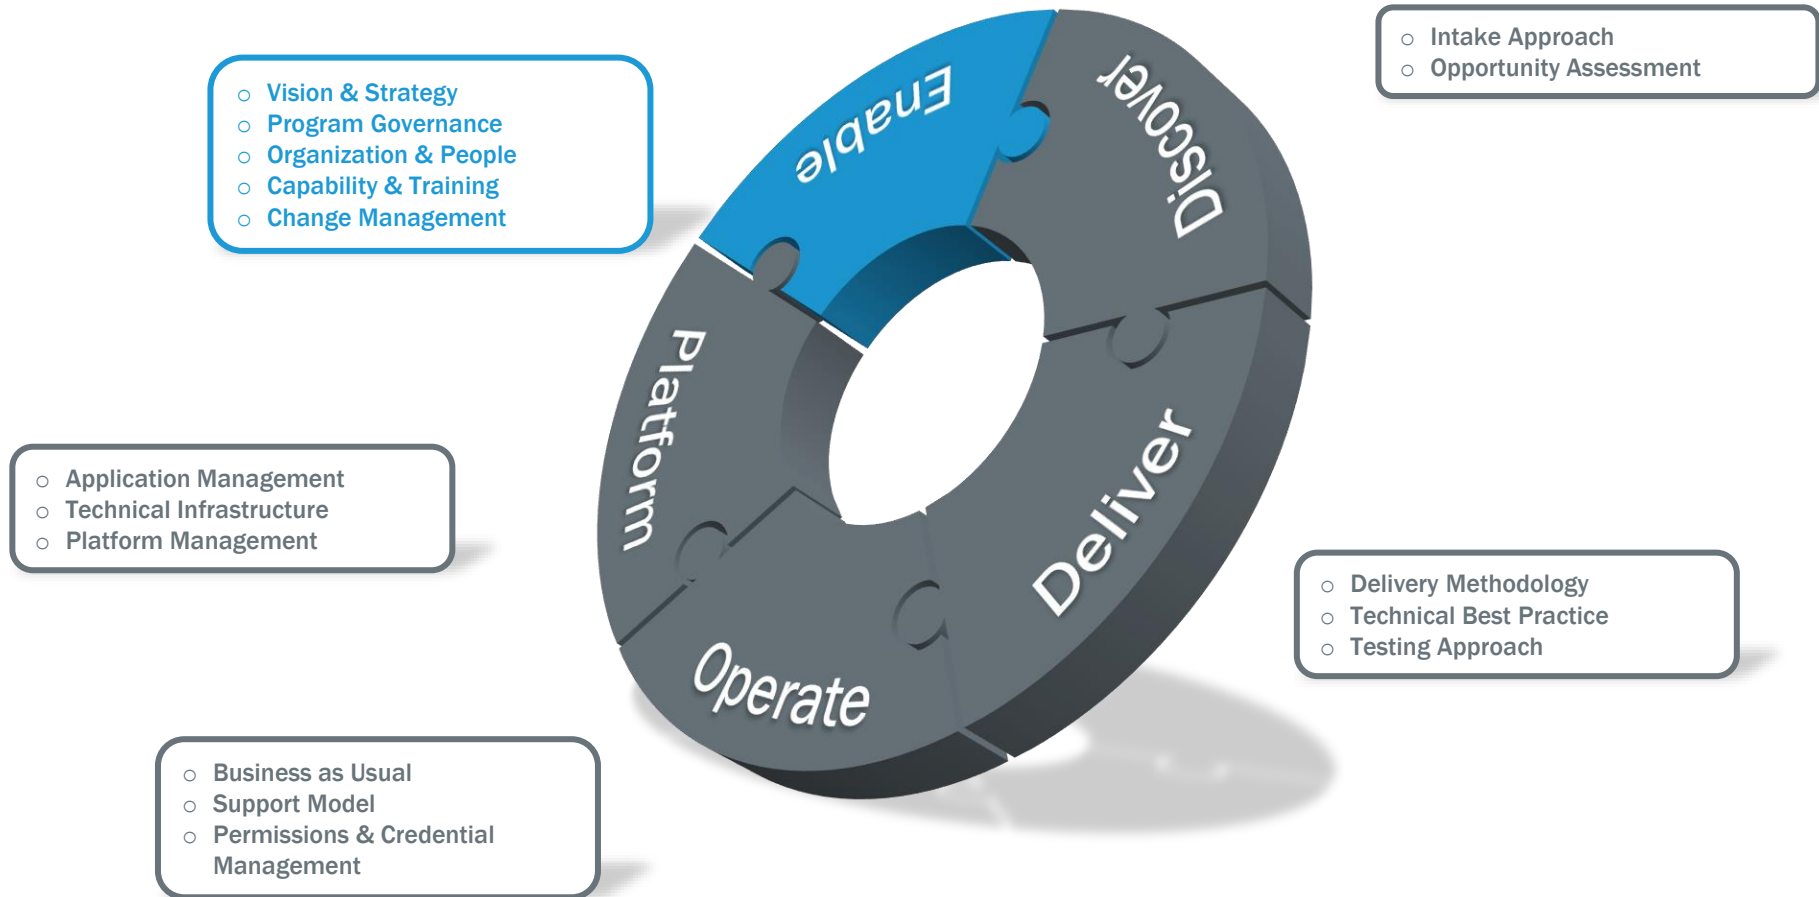 ○ Vision & Strategy
○ Program Governance
○ Organization & People
○ Capability & Training
○ Change Management
Enable
Discover
○ Intake Approach
○ Opportunity Assessment
Platform
○ Application Management
○ Technical Infrastructure
○ Platform Management
Deliver
○ Delivery Methodology
○ Technical Best Practice
○ Testing Approach
Operate
○ Business as Usual
○ Support Model
○ Permissions & Credential
Management